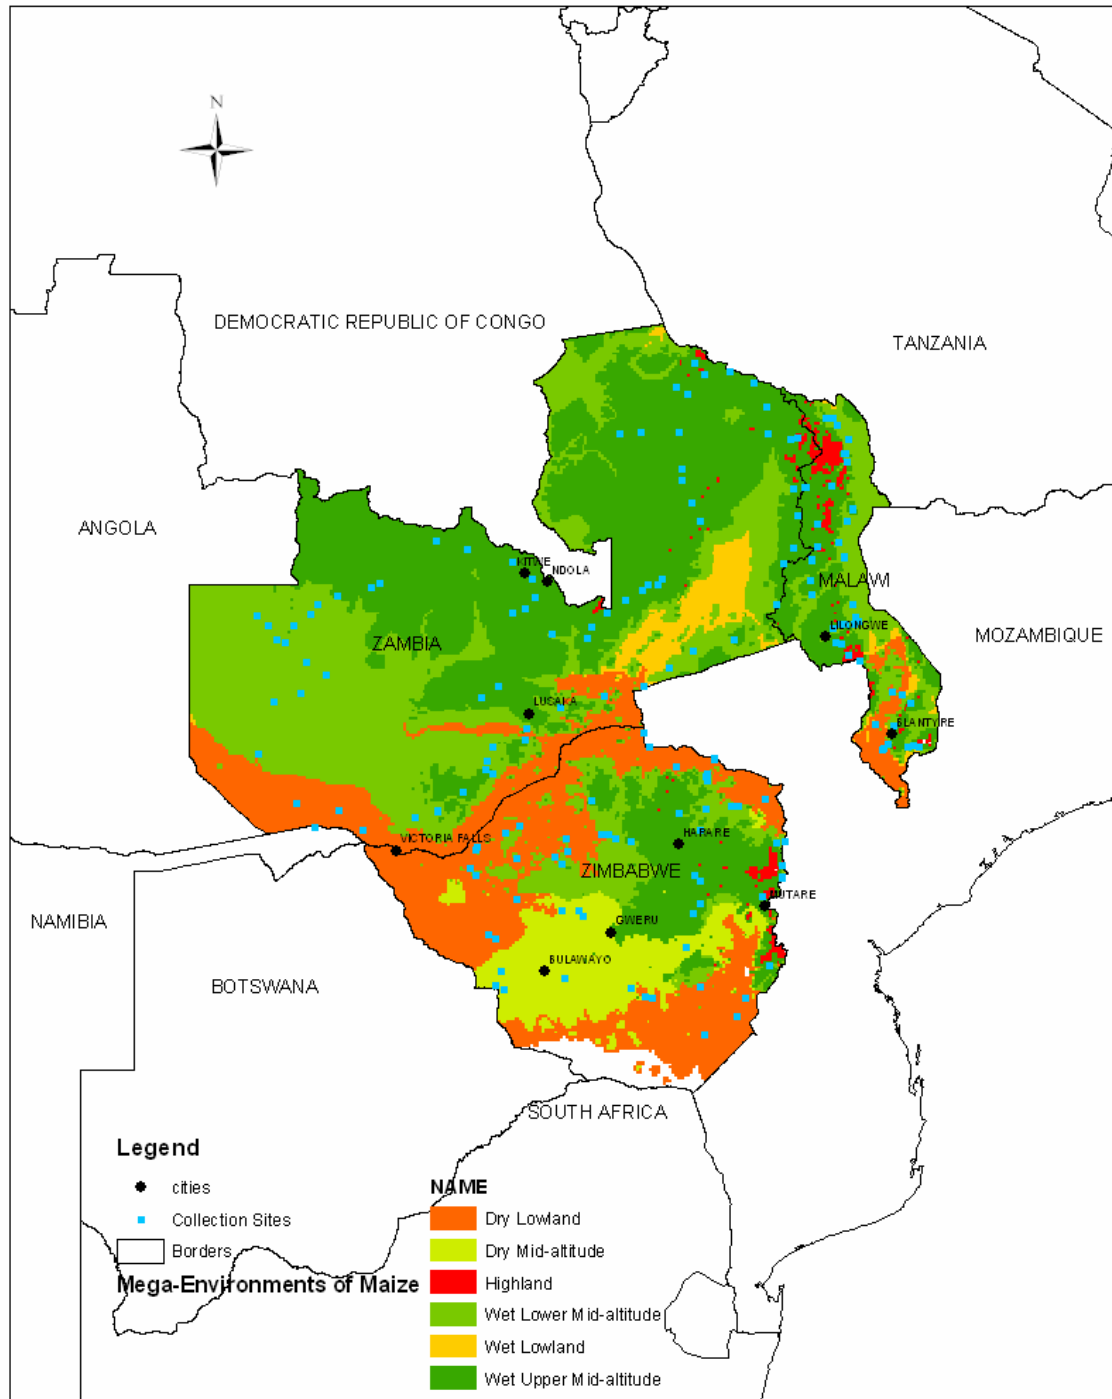 N
DEMOCRATIC REPUBLIC OF CONGO
TANZANIA
ANGOLA
KITWE
NDOLA
MALAWI
LILONGWE
ZAMBIA
MOZAMBIQUE
LUSAKA
BLANTYRE
VICTORIA FALLS
HARARE
ZIMBABWE
MUTARE
NAMIBIA
GWERU
BULAWAYO
BOTSWANA
SOUTH AFRICA
Legend
cities
Collection Sites
Borders
Mega-Environments of Maize
NAME
Dry Lowland
Dry Mid-altitude
Highland
Wet Lower Mid-altitude
Wet Lowland
Wet Upper Mid-altitude